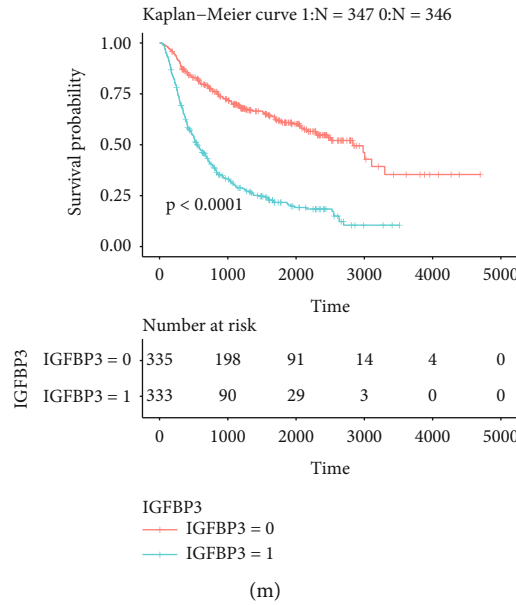 Kaplan−Meier curve 1:N = 347 0:N = 346
Survival probability
1.00
0.75
0.50
0.25
0.00
p < 0.0001
0 1000 2000 3000 4000 5000
Time
Number at risk
IGFBP3
IGFBP3 = 0 335 198 91 14 4 0
IGFBP3 = 1 333 90 29 3 0 0
0 1000 2000 3000 4000 5000
Time
IGFBP3
IGFBP3 = 0
IGFBP3 = 1
(m)